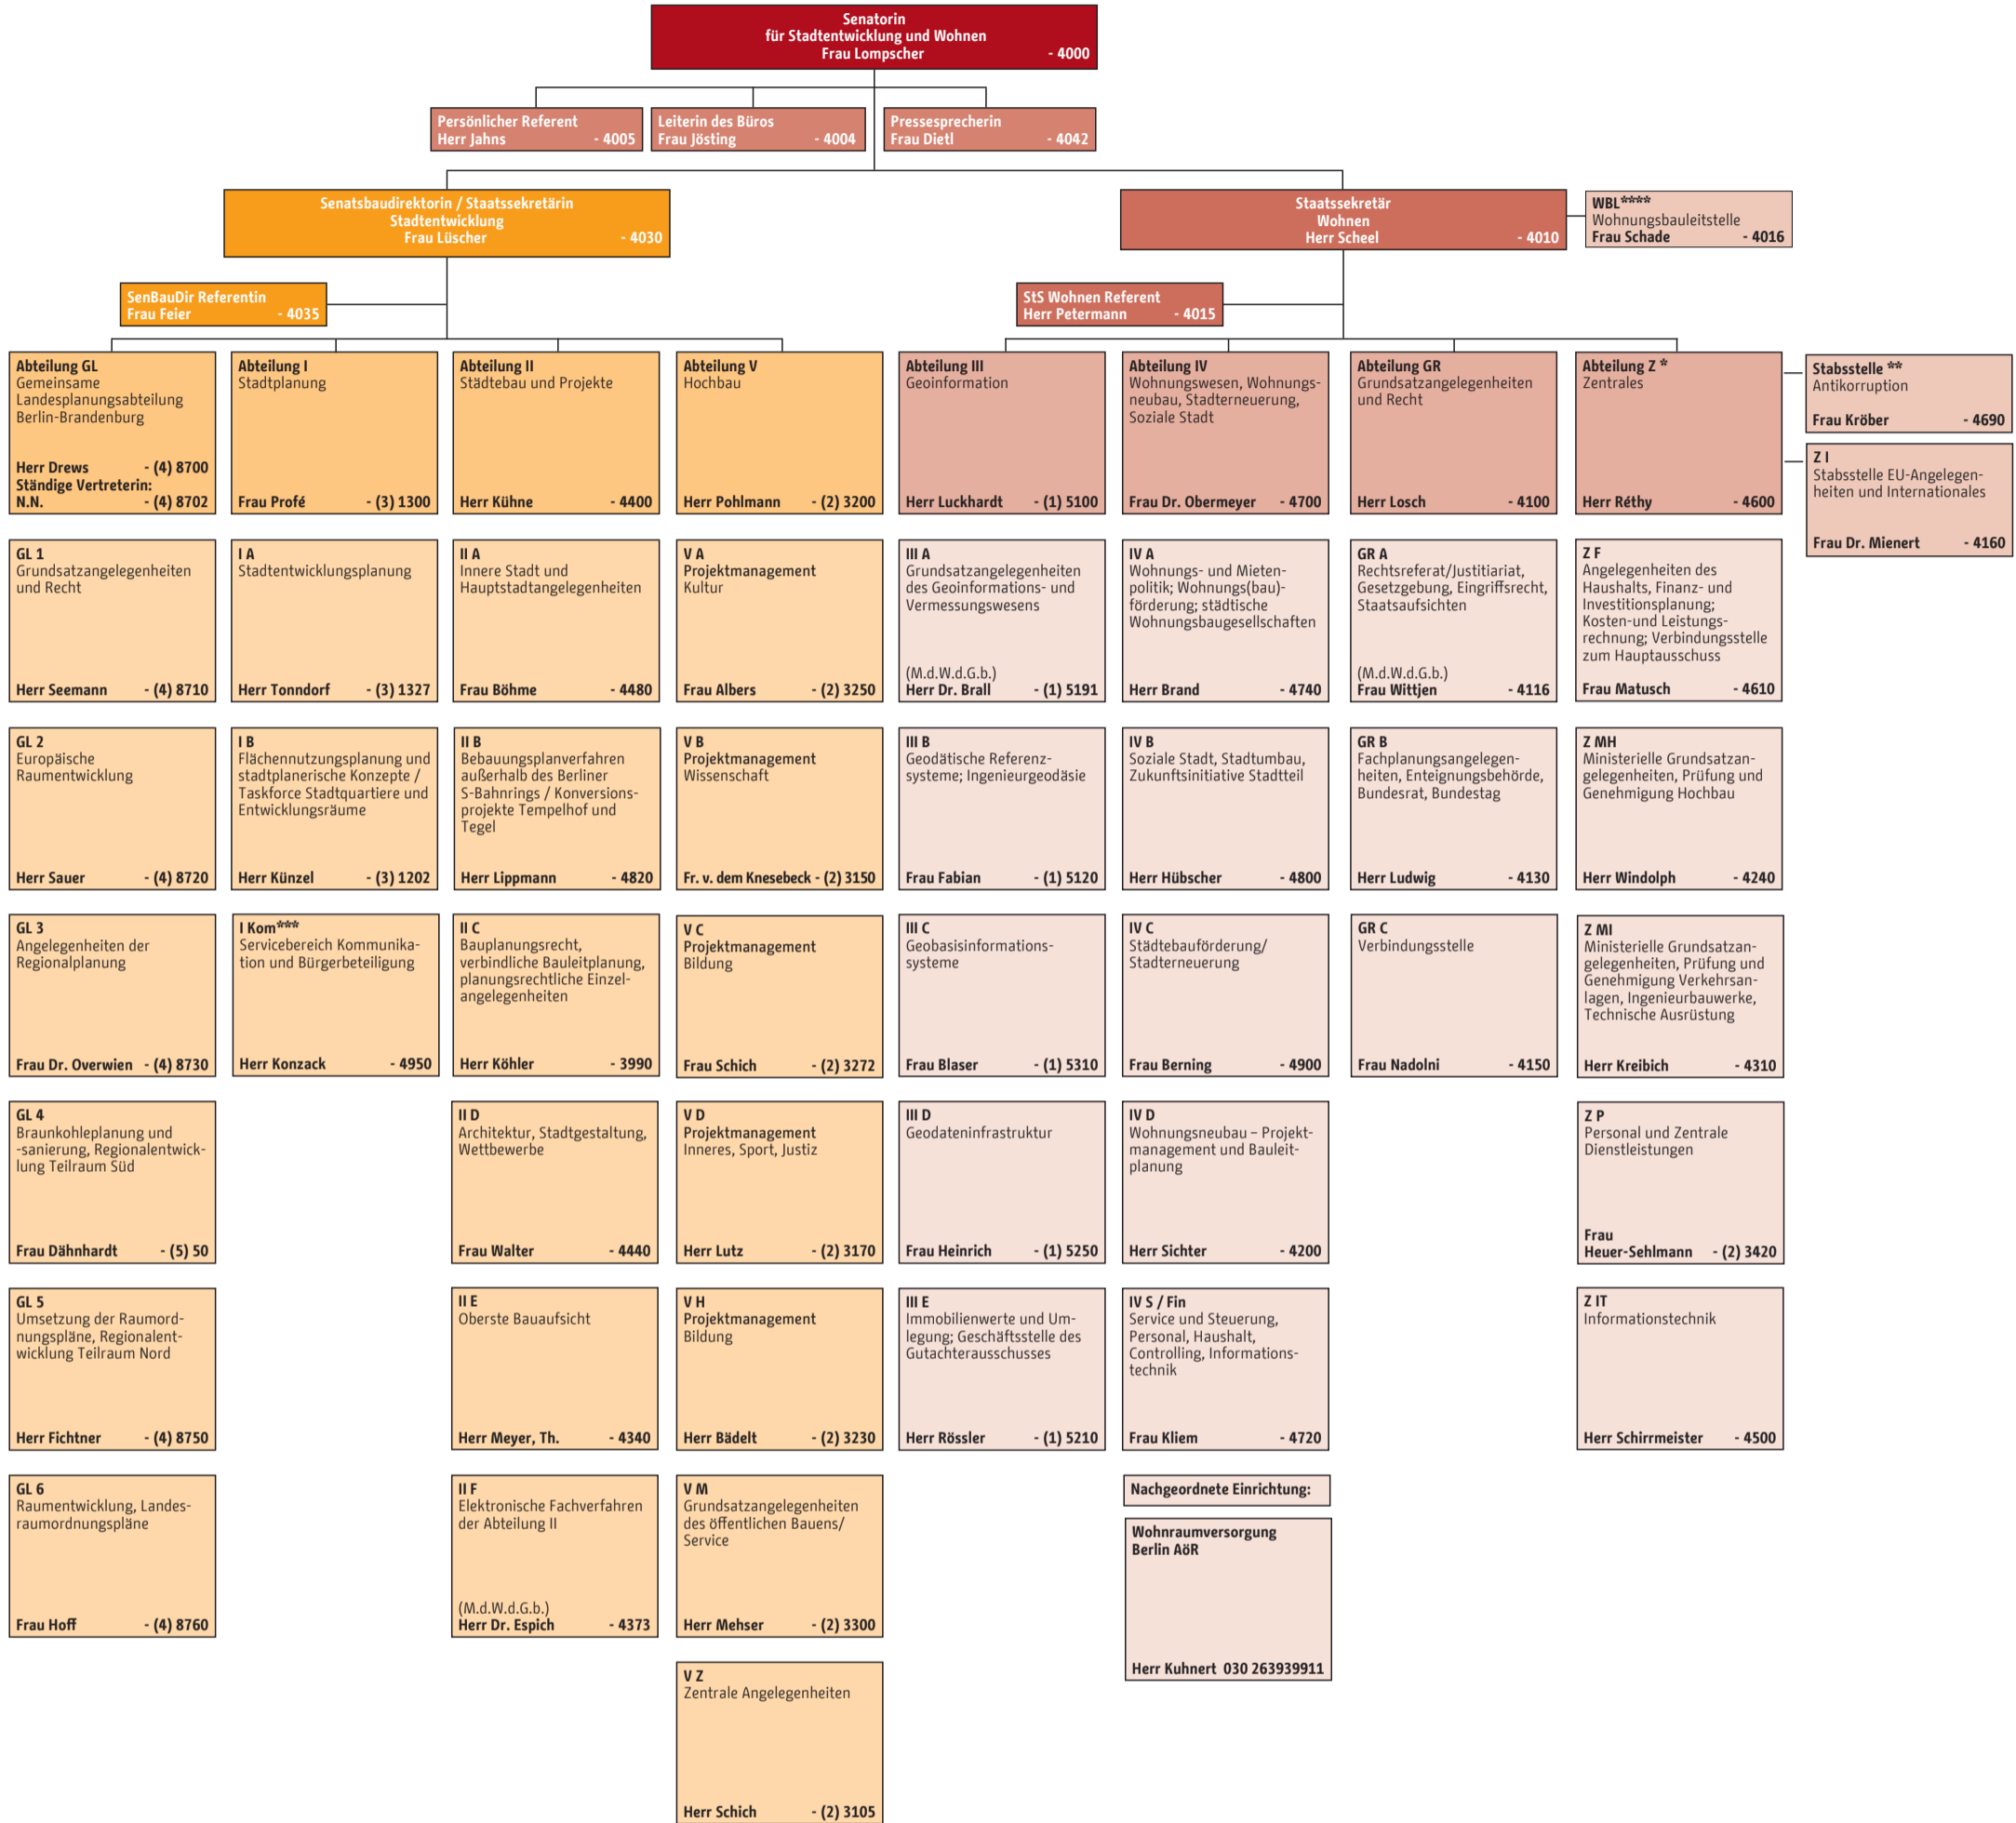 Senatorin
für Stadtentwicklung und Wohnen
Frau Lompscher - 4000
Persönlicher Referent
Herr Jahns - 4005
Leiterin des Büros
Frau Jösting - 4004
Pressesprecherin
Frau Dietl - 4042
Senatsbaudirektorin / Staatssekretärin
Stadtentwicklung
Frau Lüscher - 4030
Staatssekretär
Wohnen
Herr Scheel - 4010
WBL****
Wohnungsbauleitstelle
Frau Schade - 4016
SenBauDir Referentin
Frau Feier - 4035
StS Wohnen Referent
Herr Petermann - 4015
Abteilung GL
Gemeinsame
Landesplanungsabteilung
Berlin-Brandenburg
Herr Drews - (4) 8700
Ständige Vertreterin:
N.N. - (4) 8702
Abteilung I
Stadtplanung
Frau Profé - (3) 1300
Abteilung II
Städtebau und Projekte
Herr Kühne - 4400
Abteilung V
Hochbau
Herr Pohlmann - (2) 3200
Abteilung III
Geoinformation
Herr Luckhardt - (1) 5100
Abteilung IV
Wohnungswesen, Wohnungs-
neubau, Stadterneuerung,
Soziale Stadt
Frau Dr. Obermeyer - 4700
Abteilung GR
Grundsatzangelegenheiten
und Recht
Herr Losch - 4100
Abteilung Z *
Zentrales
Herr Réthy - 4600
Stabsstelle **
Antikorruption
Frau Kröber - 4690
Z I
Stabsstelle EU-Angelegen-
heiten und Internationales
Frau Dr. Mienert - 4160
GL 1
Grundsatzangelegenheiten
und Recht
Herr Seemann - (4) 8710
I A
Stadtentwicklungsplanung
Herr Tonndorf - (3) 1327
II A
Innere Stadt und
Hauptstadtangelegenheiten
Frau Böhme - 4480
V A
Projektmanagement
Kultur
Frau Albers - (2) 3250
III A
Grundsatzangelegenheiten
des Geoinformations- und
Vermessungswesens
(M.d.W.d.G.b.)
Herr Dr. Brall - (1) 5191
IV A
Wohnungs- und Mieten-
politik; Wohnungs(bau)-
förderung; städtische
Wohnungsbaugesellschaften
Herr Brand - 4740
GR A
Rechtsreferat/Justitiariat,
Gesetzgebung, Eingriffsrecht,
Staatsaufsichten
(M.d.W.d.G.b.)
Frau Wittjen - 4116
Z F
Angelegenheiten des
Haushalts, Finanz- und
Investitionsplanung;
Kosten-und Leistungs-
rechnung; Verbindungsstelle
zum Hauptausschuss
Frau Matusch - 4610
GL 2
Europäische
Raumentwicklung
Herr Sauer - (4) 8720
I B
Flächennutzungsplanung und
stadtplanerische Konzepte /
Taskforce Stadtquartiere und
Entwicklungsräume
Herr Künzel - (3) 1202
II B
Bebauungsplanverfahren
außerhalb des Berliner
S-Bahnrings / Konversions-
projekte Tempelhof und
Tegel
Herr Lippmann - 4820
V B
Projektmanagement
Wissenschaft
Fr. v. dem Knesebeck - (2) 3150
III B
Geodätische Referenz-
systeme; Ingenieurgeodäsie
Frau Fabian - (1) 5120
IV B
Soziale Stadt, Stadtumbau,
Zukunftsinitiative Stadtteil
Herr Hübscher - 4800
GR B
Fachplanungsangelegen-
heiten, Enteignungsbehörde,
Bundesrat, Bundestag
Herr Ludwig - 4130
Z MH
Ministerielle Grundsatzan-
gelegenheiten, Prüfung und
Genehmigung Hochbau
Herr Windolph - 4240
GL 3
Angelegenheiten der
Regionalplanung
Frau Dr. Overwien - (4) 8730
I Kom***
Servicebereich Kommunika-
tion und Bürgerbeteiligung
Herr Konzack - 4950
II C
Bauplanungsrecht,
verbindliche Bauleitplanung,
planungsrechtliche Einzel-
angelegenheiten
Herr Köhler - 3990
V C
Projektmanagement
Bildung
Frau Schich - (2) 3272
III C
Geobasisinformations-
systeme
Frau Blaser - (1) 5310
IV C
Städtebauförderung/
Stadterneuerung
Frau Berning - 4900
GR C
Verbindungsstelle
Frau Nadolni - 4150
Z MI
Ministerielle Grundsatzan-
gelegenheiten, Prüfung und
Genehmigung Verkehrsan-
lagen, Ingenieurbauwerke,
Technische Ausrüstung
Herr Kreibich - 4310
GL 4
Braunkohleplanung und
-sanierung, Regionalentwick-
lung Teilraum Süd
Frau Dähnhardt - (5) 50
II D
Architektur, Stadtgestaltung,
Wettbewerbe
Frau Walter - 4440
V D
Projektmanagement
Inneres, Sport, Justiz
Herr Lutz - (2) 3170
III D
Geodateninfrastruktur
Frau Heinrich - (1) 5250
IV D
Wohnungsneubau – Projekt-
management und Bauleit-
planung
Herr Sichter - 4200
Z P
Personal und Zentrale
Dienstleistungen
Frau
Heuer-Sehlmann - (2) 3420
GL 5
Umsetzung der Raumord-
nungspläne, Regionalent-
wicklung Teilraum Nord
Herr Fichtner - (4) 8750
II E
Oberste Bauaufsicht
Herr Meyer, Th. - 4340
V H
Projektmanagement
Bildung
Herr Bädelt - (2) 3230
III E
Immobilienwerte und Um-
legung; Geschäftsstelle des
Gutachterausschusses
Herr Rössler - (1) 5210
IV S / Fin
Service und Steuerung,
Personal, Haushalt,
Controlling, Informations-
technik
Frau Kliem - 4720
Z IT
Informationstechnik
Herr Schirrmeister - 4500
GL 6
Raumentwicklung, Landes-
raumordnungspläne
Frau Hoff - (4) 8760
II F
Elektronische Fachverfahren
der Abteilung II
(M.d.W.d.G.b.)
Herr Dr. Espich - 4373
V M
Grundsatzangelegenheiten
des öffentlichen Bauens/
Service
Herr Mehser - (2) 3300
Nachgeordnete Einrichtung:
Wohnraumversorgung
Berlin AöR
Herr Kuhnert 030 263939911
V Z
Zentrale Angelegenheiten
Herr Schich - (2) 3105